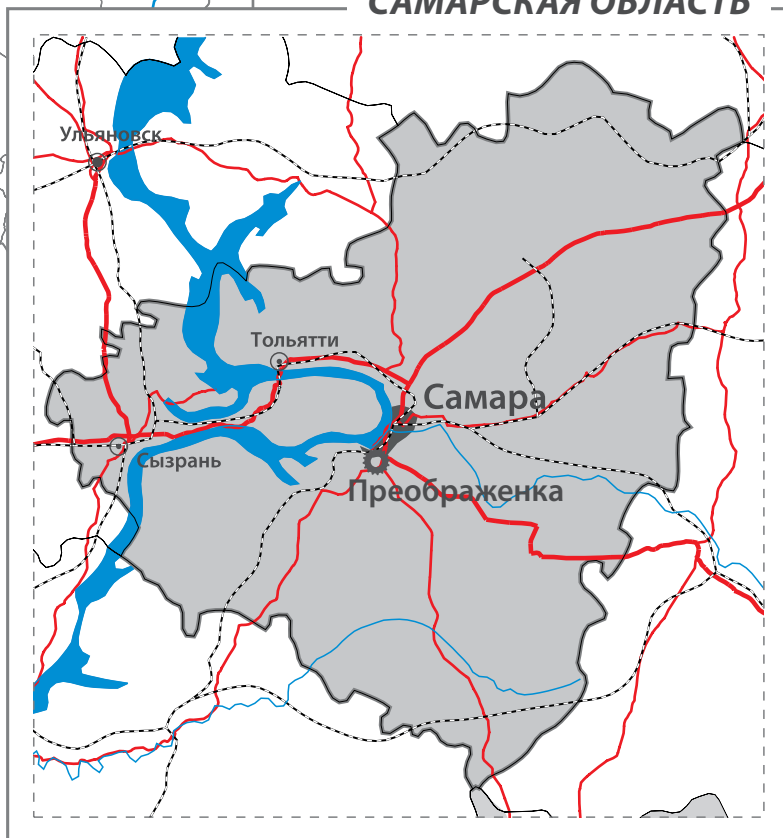 САМАРСКАЯ ОБЛАСТЬ
Ульяновск
Тольятти
Самара
Сызрань
Преображенка